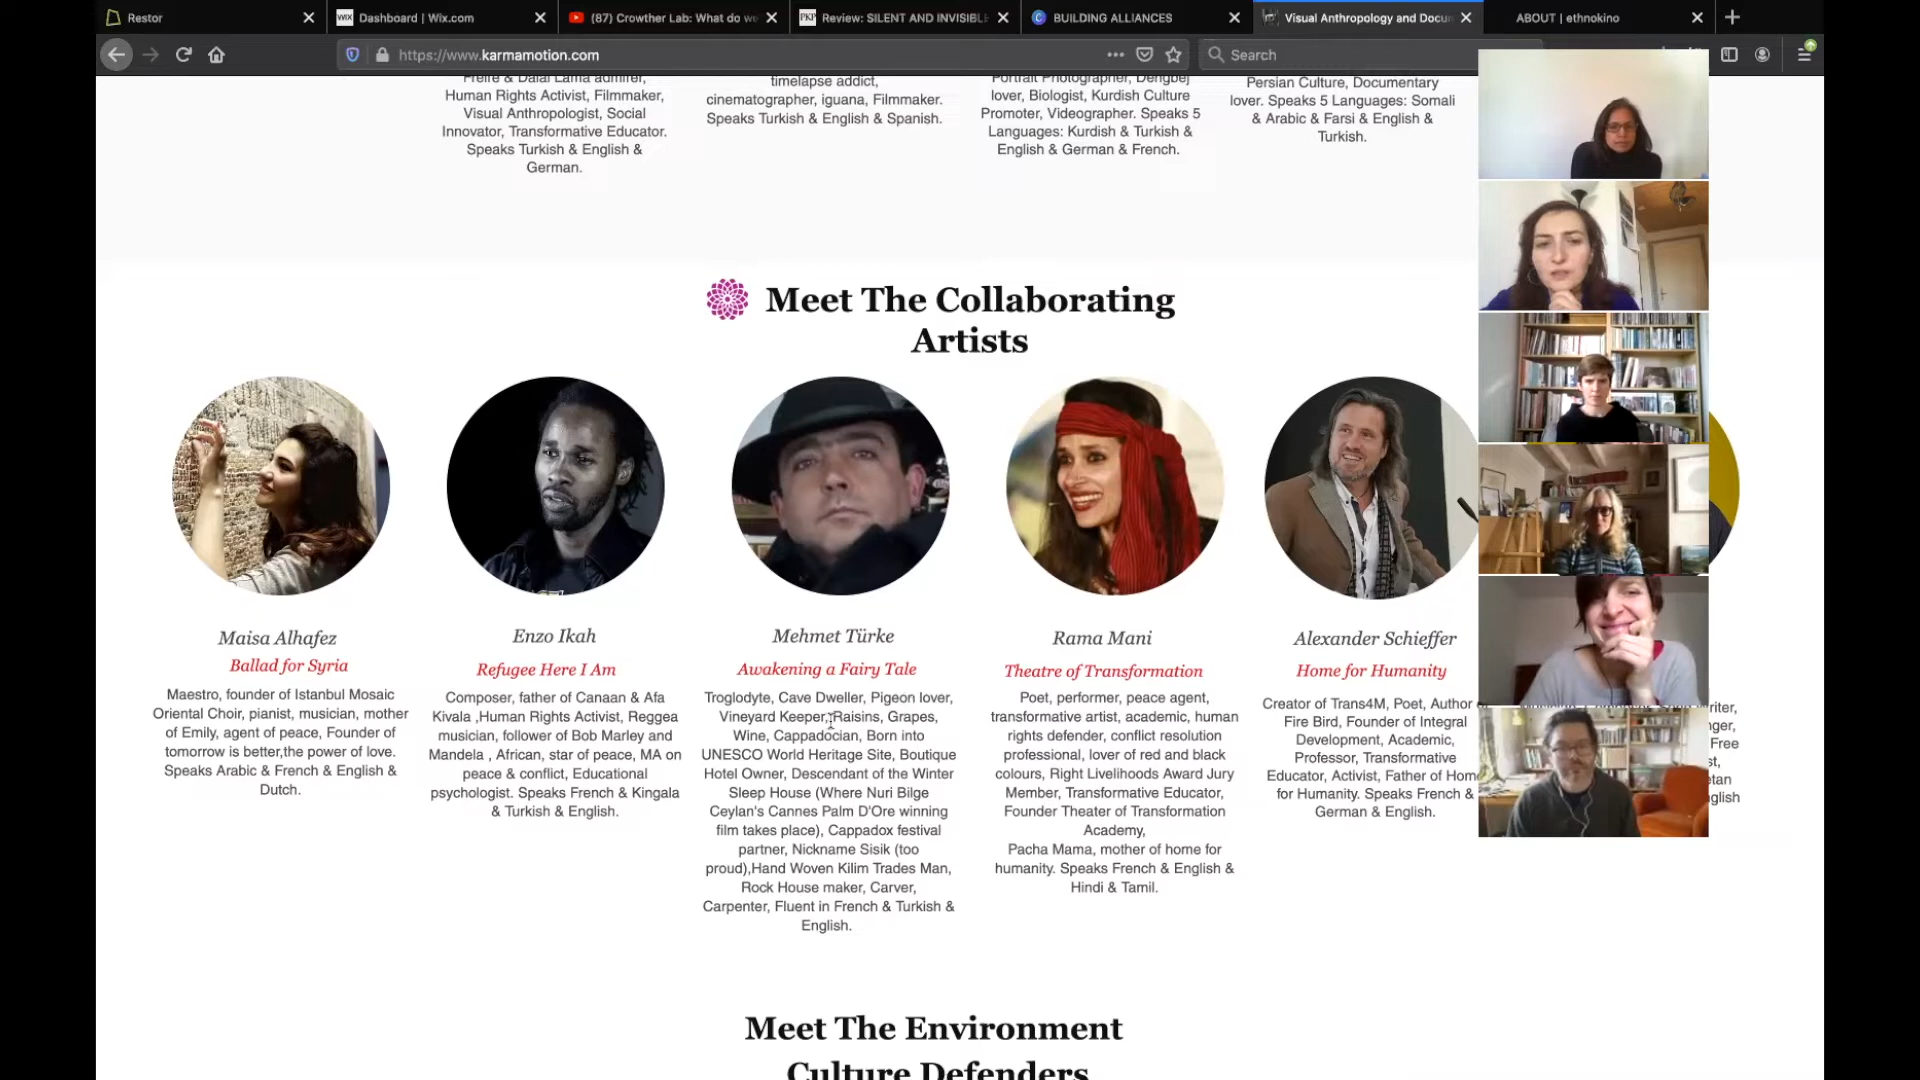 Restor
WIX Dashboard | Wix.com
(87) Crowther Lab: What do we
PKP Review: SILENT AND INVISIBLE
BUILDING ALLIANCES
Visual Anthropology and Docu
ABOUT | ethnokino
https://www.karmamotion.com
Search
Freire & Dalai Lama admirer,
Human Rights Activist, Filmmaker,
Visual Anthropologist, Social
Innovator, Transformative Educator.
Speaks Turkish & English &
German.
timelapse addict,
cinematographer, iguana, Filmmaker.
Speaks Turkish & English & Spanish.
Portrait Photographer, Dengbej
lover, Biologist, Kurdish Culture
Promoter, Videographer. Speaks 5
Languages: Kurdish & Turkish &
English & German & French.
Persian Culture, Documentary
lover. Speaks 5 Languages: Somali
& Arabic & Farsi & English &
Turkish.
Meet The Collaborating
Artists
Maisa Alhafez
Ballad for Syria
Maestro, founder of Istanbul Mosaic
Oriental Choir, pianist, musician, mother
of Emily, agent of peace, Founder of
tomorrow is better,the power of love.
Speaks Arabic & French & English &
Dutch.
Enzo Ikah
Refugee Here I Am
Composer, father of Canaan & Afa
Kivala ,Human Rights Activist, Reggea
musician, follower of Bob Marley and
Mandela , African, star of peace, MA on
peace & conflict, Educational
psychologist. Speaks French & Kingala
& Turkish & English.
Mehmet Türke
Awakening a Fairy Tale
Troglodyte, Cave Dweller, Pigeon lover,
Vineyard Keeper,Raisins, Grapes,
Wine, Cappadocian, Born into
UNESCO World Heritage Site, Boutique
Hotel Owner, Descendant of the Winter
Sleep House (Where Nuri Bilge
Ceylan's Cannes Palm D'Ore winning
film takes place), Cappadox festival
partner, Nickname Sisik (too
proud),Hand Woven Kilim Trades Man,
Rock House maker, Carver,
Carpenter, Fluent in French & Turkish &
English.
Rama Mani
Theatre of Transformation
Poet, performer, peace agent,
transformative artist, academic, human
rights defender, conflict resolution
professional, lover of red and black
colours, Right Livelihoods Award Jury
Member, Transformative Educator,
Founder Theater of Transformation
Academy,
Pacha Mama, mother of home for
humanity. Speaks French & English &
Hindi & Tamil.
Alexander Schieffer
Home for Humanity
Creator of Trans4M, Poet, Author of
Fire Bird, Founder of Integral
Development, Academic,
Professor, Transformative
Educator, Activist, Father of Home
for Humanity. Speaks French &
German & English.
Free
Meet The Environment
Culture Defenders